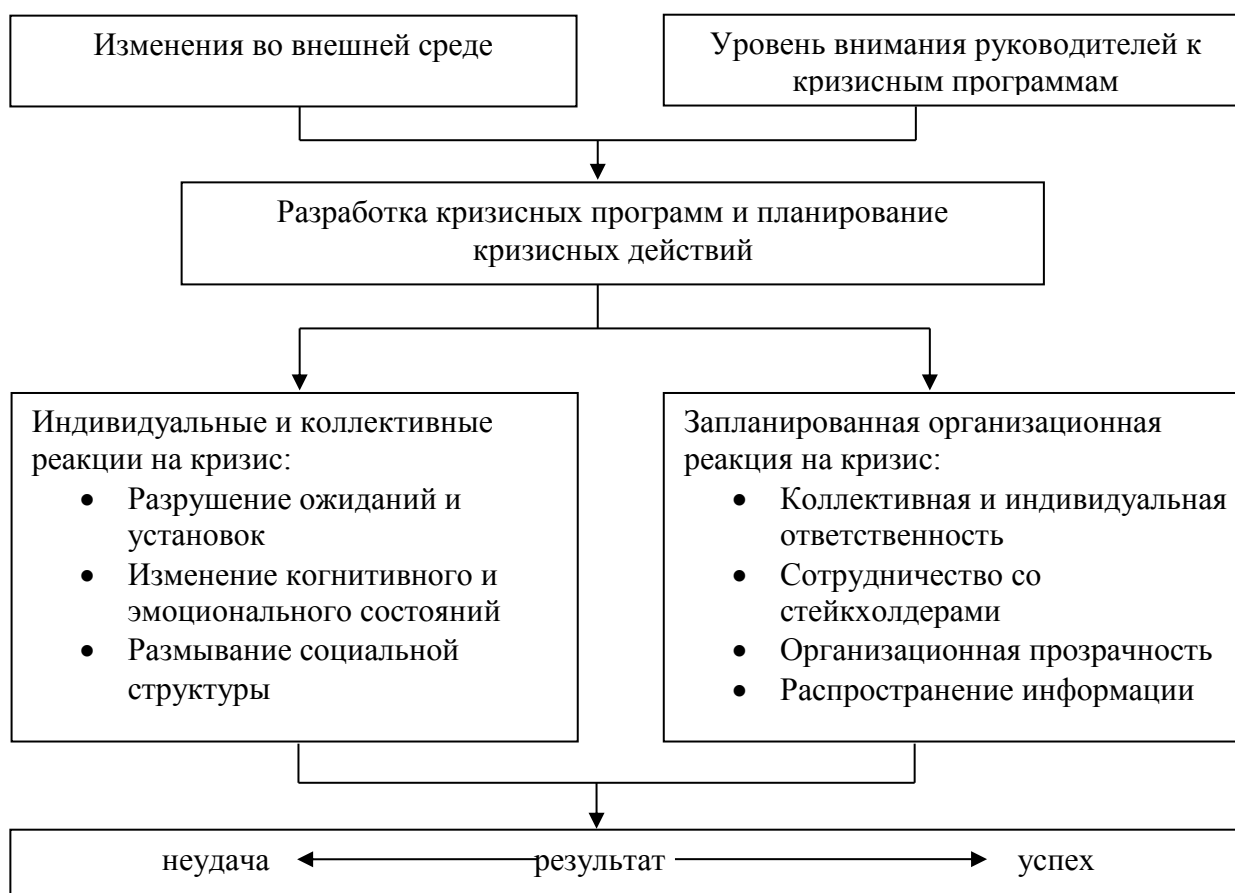 Изменения во внешней среде
Уровень внимания руководителей к
кризисным программам
Разработка кризисных программ и планирование
кризисных действий
Индивидуальные и коллективные
реакции на кризис:
• Разрушение ожиданий и
установок
• Изменение когнитивного и
эмоционального состояний
• Размывание социальной
структуры
Запланированная организационная
реакция на кризис:
• Коллективная и индивидуальная
ответственность
• Сотрудничество со
стейкхолдерами
• Организационная прозрачность
• Распространение информации
неудача результат успех